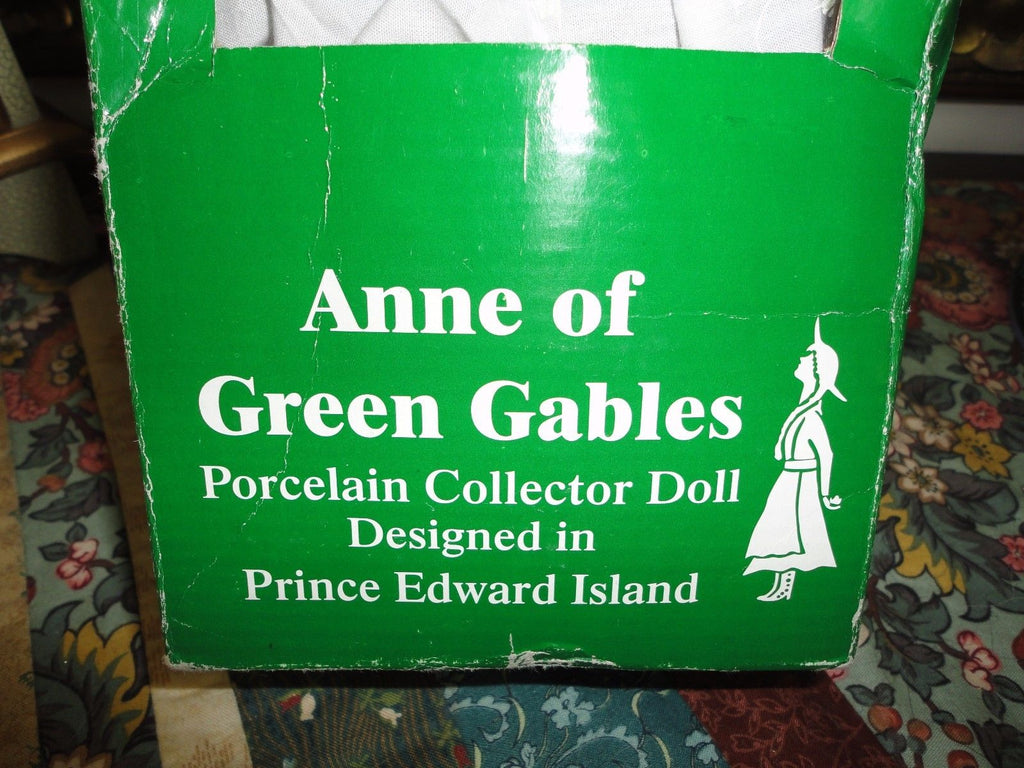 Anne of
Green Gables
Porcelain Collector Doll
Designed in
Prince Edward Island